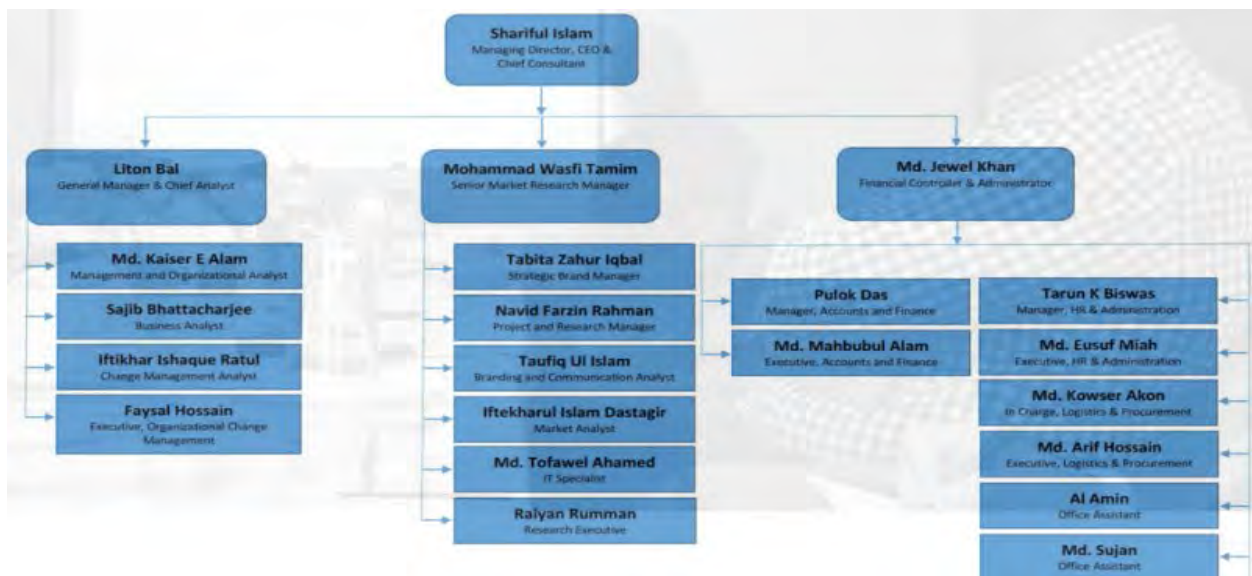 Shariful Islam
Managing Director, CEO &
Chief Consultant
Liton Bal
General Manager & Chief Analyst
Mohammad Wasfi Tamim
Senior Market Research Manager
Md. Jewel Khan
Financial Controller & Administrator
Md. Kaiser E Alam
Management and Organizational Analyst
Sajib Bhattacharjee
Business Analyst
Iftikhar Ishaque Ratul
Change Management Analyst
Faysal Hossain
Executive, Organizational Change
Management
Tabita Zahur Iqbal
Strategic Brand Manager
Navid Farzin Rahman
Project and Research Manager
Taufiq Ul Islam
Branding and Communication Analyst
Iftekharul Islam Dastagir
Market Analyst
Md. Tofawel Ahamed
IT Specialist
Raiyan Rumman
Research Executive
Pulok Das
Manager, Accounts and Finance
Md. Mahbubul Alam
Executive, Accounts and Finance
Tarun K Biswas
Manager, HR & Administration
Md. Eusuf Miah
Executive, HR & Administration
Md. Kowser Akon
In Charge, Logistics & Procurement
Md. Arif Hossain
Executive, Logistics & Procurement
Al Amin
Office Assistant
Md. Sujan
Office Assistant